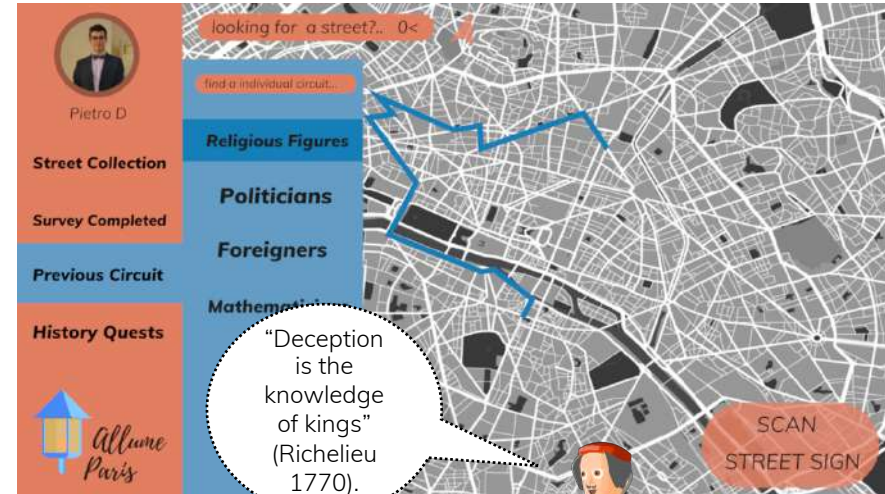 looking for a street?.. 0<
Pietro D
Street Collection
Survey Completed
Previous Circuit
History Quests
Allume
Paris
find a individual circuit...
Religious Figures
Politicians
Foreigners
“Deception
is the
knowledge
of kings”
(Richelieu
1770).
SCAN
STREET SIGN